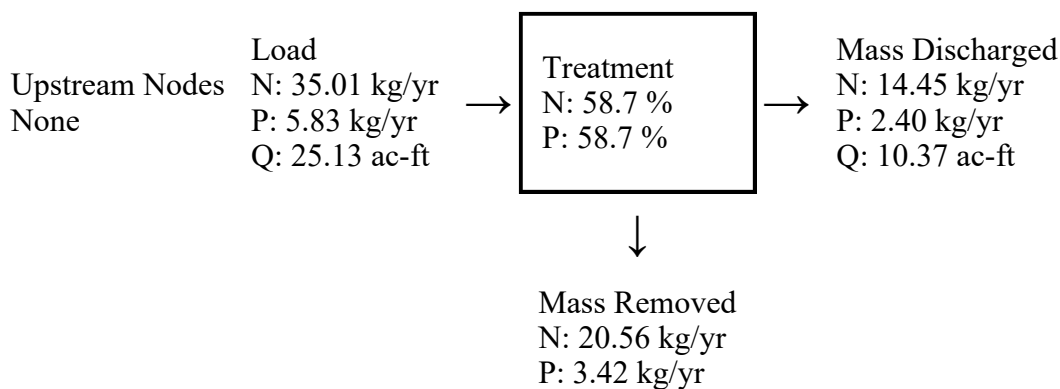 Upstream Nodes
None
Load
N: 35.01 kg/yr
P: 5.83 kg/yr
Q: 25.13 ac-ft
→
Treatment
N: 58.7 %
P: 58.7 %
→
Mass Discharged
N: 14.45 kg/yr
P: 2.40 kg/yr
Q: 10.37 ac-ft
↓
Mass Removed
N: 20.56 kg/yr
P: 3.42 kg/yr